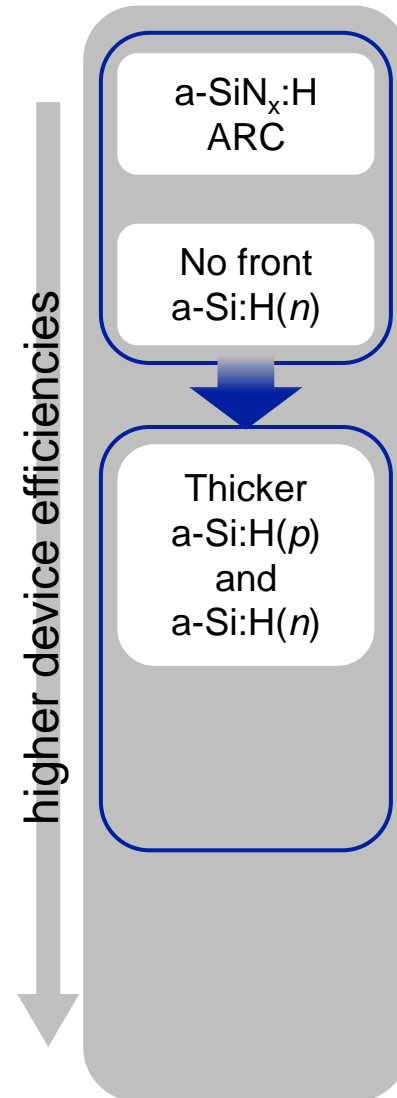 a-SiNₓ:H
ARC
No front
a-Si:H(n)
Thicker
a-Si:H(p)
and
a-Si:H(n)
higher device efficiencies